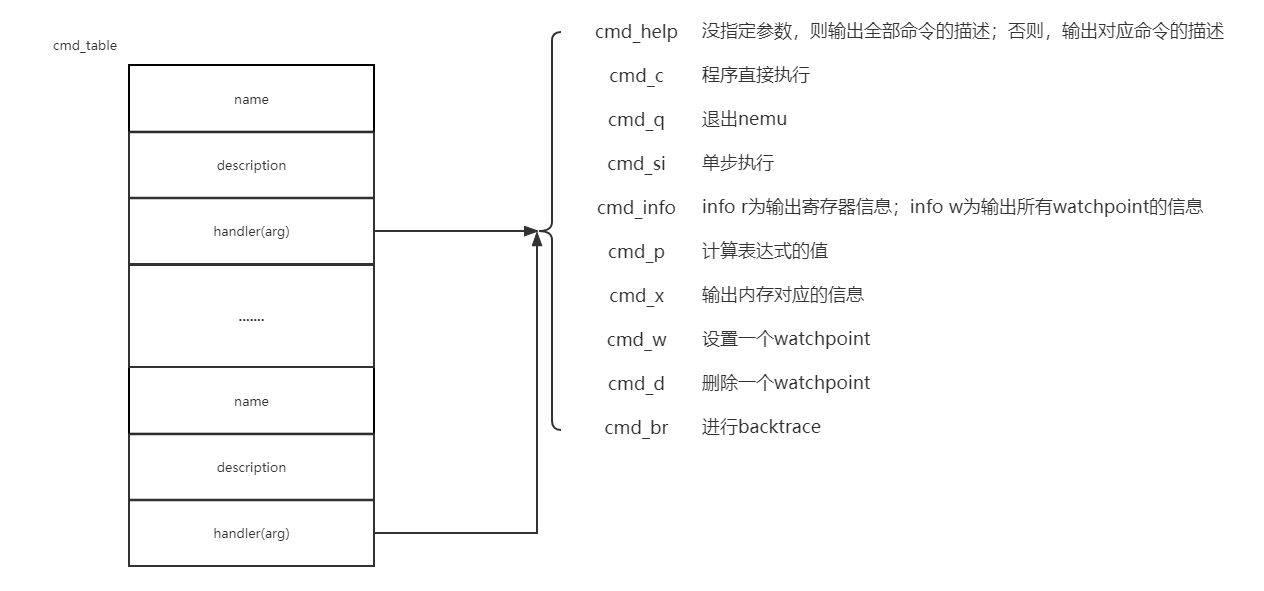 cmd_table
name
description
handler(arg)
.......
name
description
handler(arg)
cmd_help 没指定参数，则输出全部命令的描述；否则，输出对应命令的描述
cmd_c 程序直接执行
cmd_q 退出nemu
cmd_si 单步执行
cmd_info info r为输出寄存器信息；info w为输出所有watchpoint的信息
cmd_p 计算表达式的值
cmd_x 输出内存对应的信息
cmd_w 设置一个watchpoint
cmd_d 删除一个watchpoint
cmd_br 进行backtrace